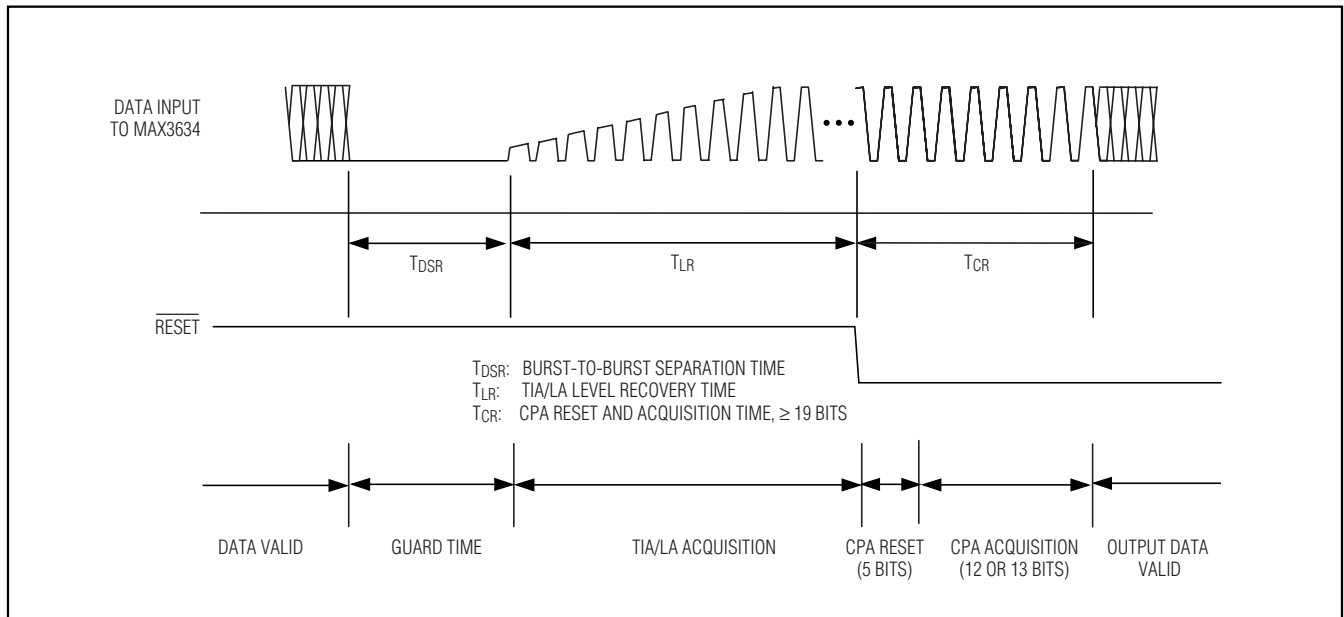 DATA INPUT
TO MAX3634
•••
TDSR
TLR
TCR
RESET
TDSR: BURST-TO-BURST SEPARATION TIME
TLR: TIA/LA LEVEL RECOVERY TIME
TCR: CPA RESET AND ACQUISITION TIME, ≥ 19 BITS
DATA VALID
GUARD TIME
TIA/LA ACQUISITION
CPA RESET
(5 BITS)
CPA ACQUISITION
(12 OR 13 BITS)
OUTPUT DATA
VALID